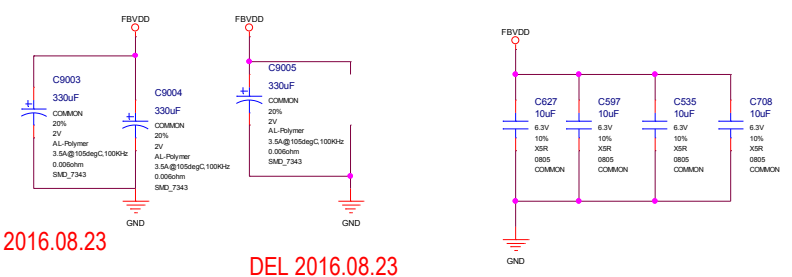 FBVDD
C9003
330uF
COMMON
20%
2V
AL-Polymer
3.5A@105degC,100KHz
0.006ohm
SMD_7343
C9004
330uF
COMMON
20%
2V
AL-Polymer
3.5A@105degC,100KHz
0.006ohm
SMD_7343
GND
2016.08.23
FBVDD
C9005
330uF
COMMON
20%
2V
AL-Polymer
3.5A@105degC,100KHz
0.006ohm
SMD_7343
GND
DEL 2016.08.23
FBVDD
C627
10uF
6.3V
10%
X5R
0805
COMMON
C597
10uF
6.3V
10%
X5R
0805
COMMON
C535
10uF
6.3V
10%
X5R
0805
COMMON
C708
10uF
6.3V
10%
X5R
0805
COMMON
GND